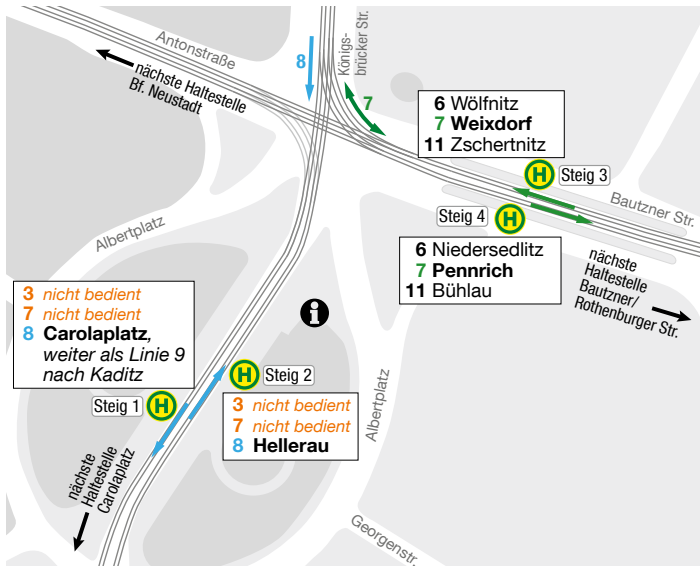 Antonstraße
nächste Haltestelle
Bf. Neustadt
8
Königs-
brücker Str.
7
6 Wölfnitz
7 Weixdorf
11 Zschertnitz
H Steig 3
Bautzner Str.
Steig 4 H
6 Niedersedlitz
7 Pennrich
11 Bühlau
nächste
Haltestelle
Bautzner/
Rothenburger Str.
Albertplatz
3 nicht bedient
7 nicht bedient
8 Carolaplatz,
weiter als Linie 9
nach Kaditz
Steig 1 H
i
H Steig 2
3 nicht bedient
7 nicht bedient
8 Hellerau
Albertplatz
nächste
Haltestelle
Carolaplatz
Georgenstr.